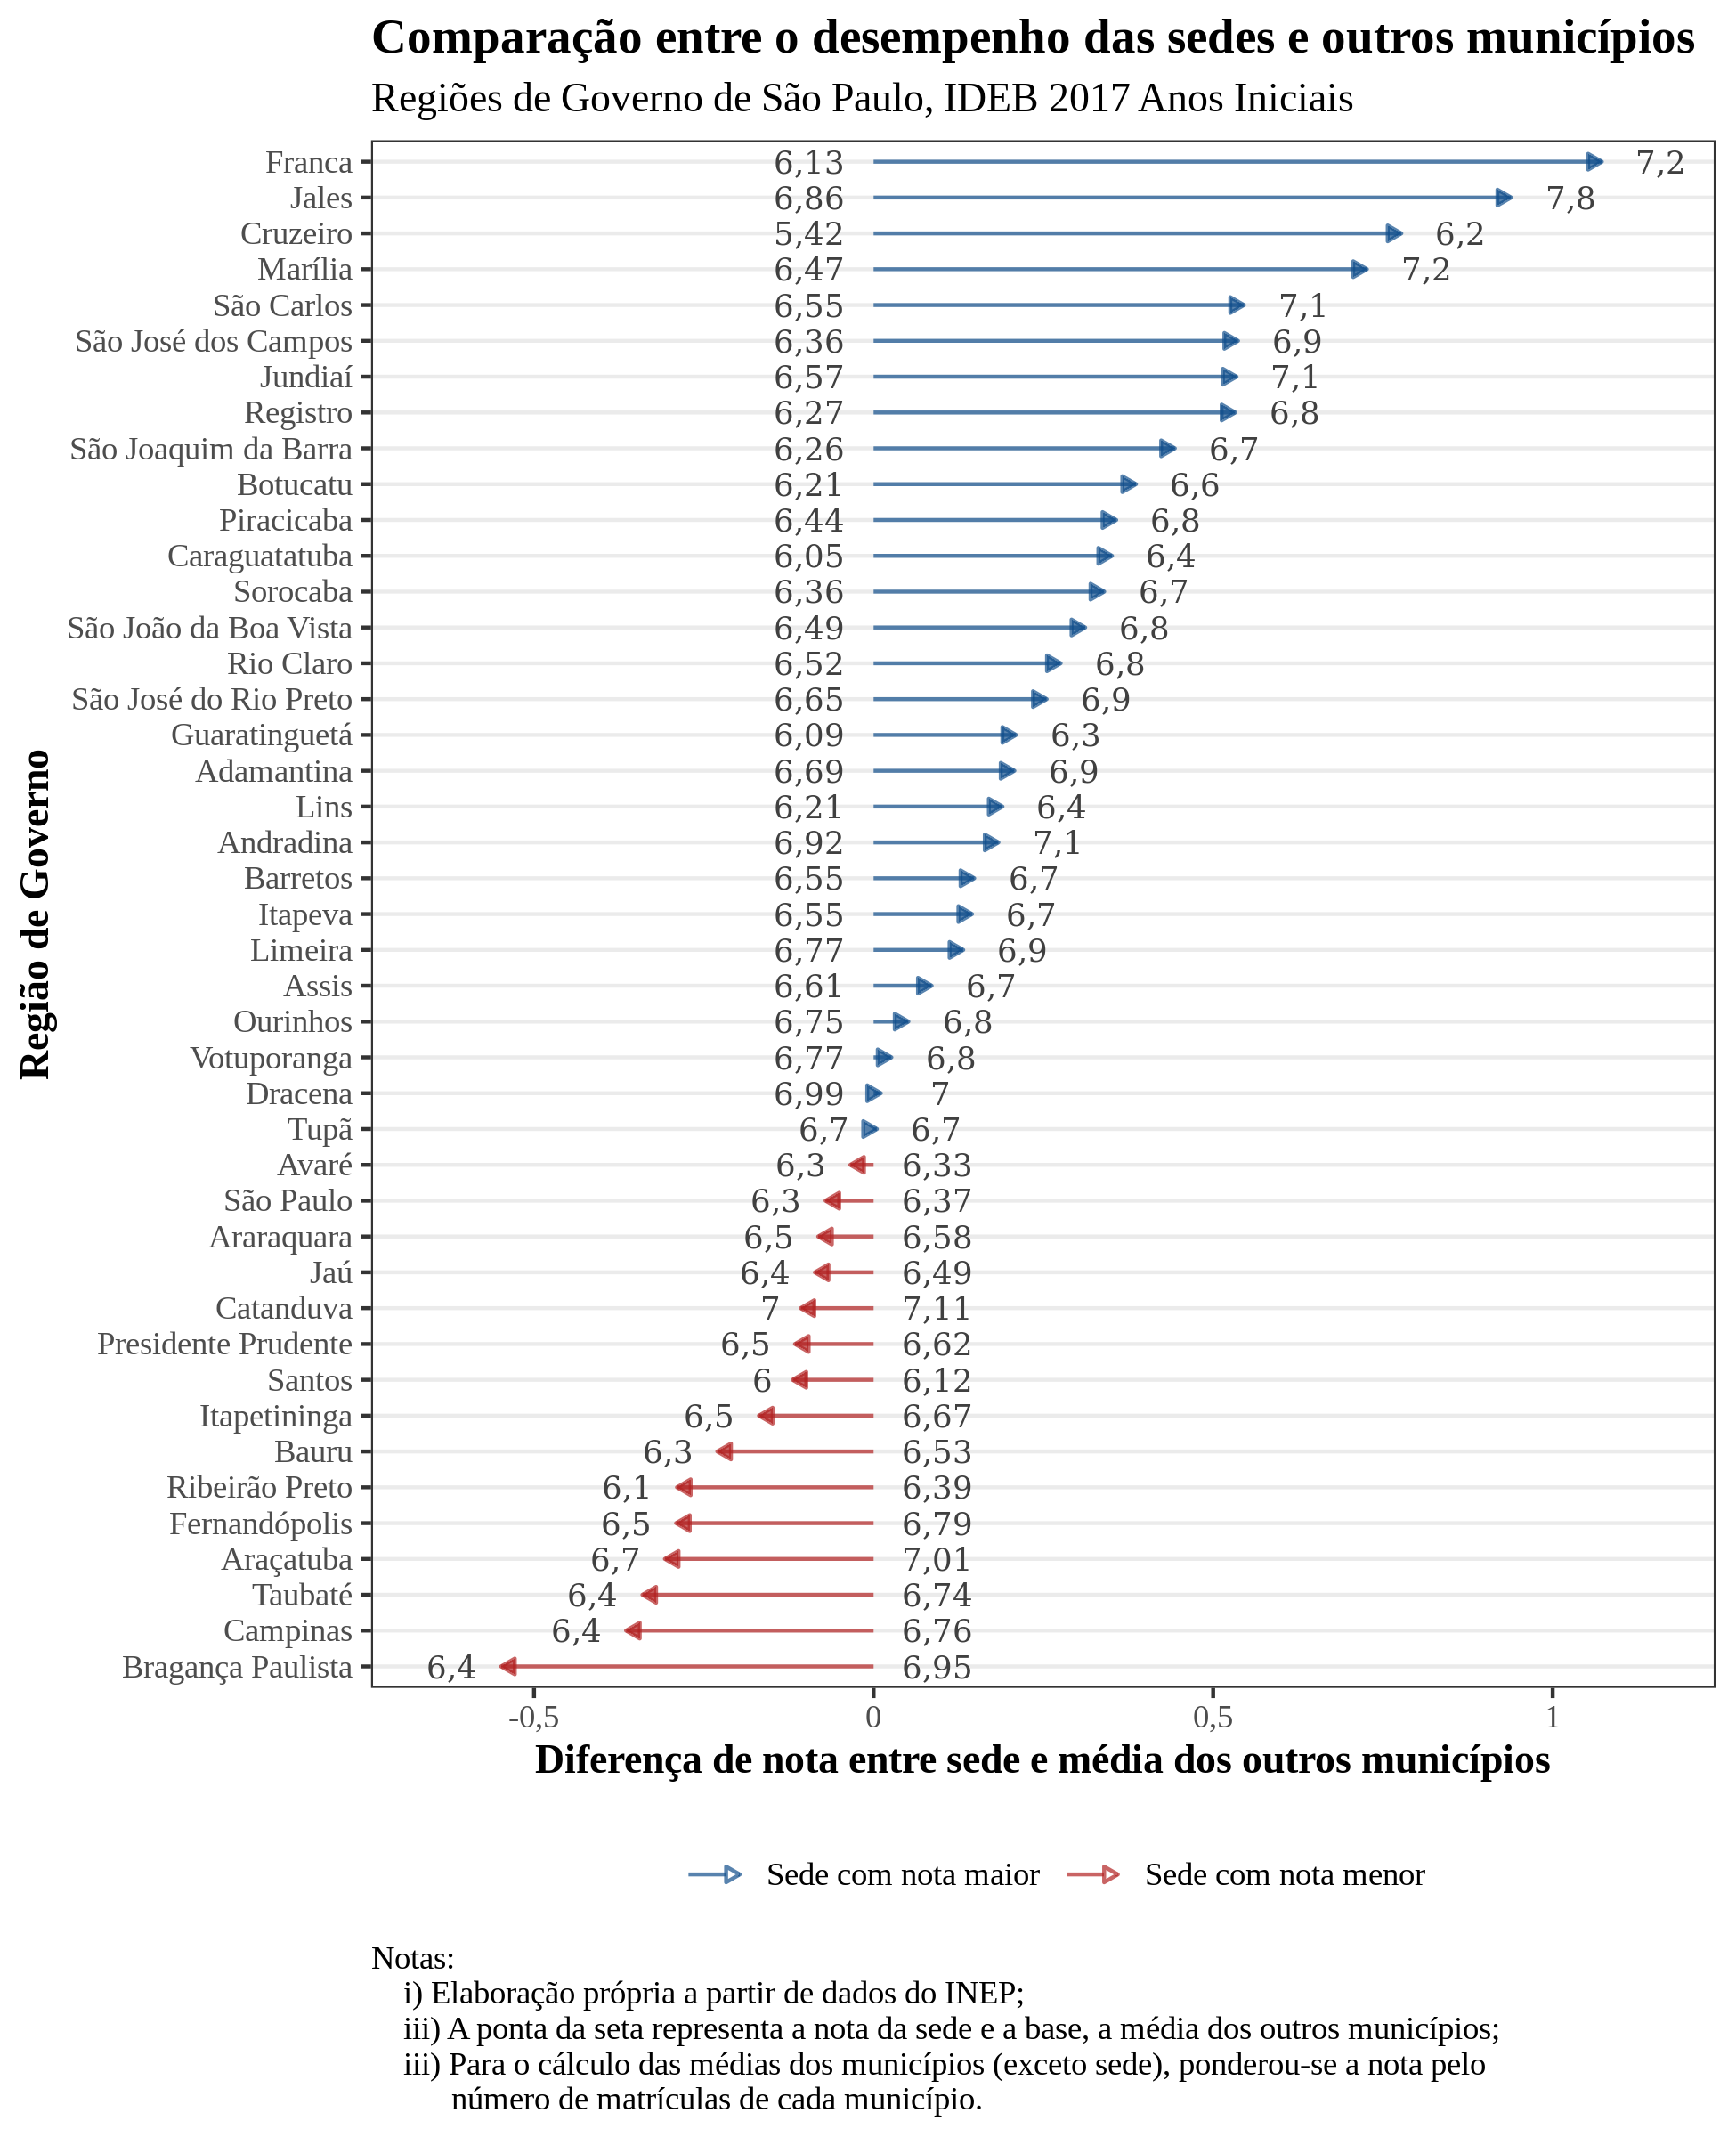 Comparação entre o desempenho das sedes e outros municípios
Regiões de Governo de São Paulo, IDEB 2017 Anos Iniciais
Região de Governo
Franca 6,13 7,2
Jales 6,86 7,8
Cruzeiro 5,42 6,2
Marília 6,47 7,2
São Carlos 6,55 7,1
São José dos Campos 6,36 6,9
Jundiaí 6,57 7,1
Registro 6,27 6,8
São Joaquim da Barra 6,26 6,7
Botucatu 6,21 6,6
Piracicaba 6,44 6,8
Caraguatatuba 6,05 6,4
Sorocaba 6,36 6,7
São João da Boa Vista 6,49 6,8
Rio Claro 6,52 6,8
São José do Rio Preto 6,65 6,9
Guaratinguetá 6,09 6,3
Adamantina 6,69 6,9
Lins 6,21 6,4
Andradina 6,92 7,1
Barretos 6,55 6,7
Itapeva 6,55 6,7
Limeira 6,77 6,9
Assis 6,61 6,7
Ourinhos 6,75 6,8
Votuporanga 6,77 6,8
Dracena 6,99 7
Tupã 6,7 6,7
Avaré 6,3 6,33
São Paulo 6,3 6,37
Araraquara 6,5 6,58
Jaú 6,4 6,49
Catanduva 7 7,11
Presidente Prudente 6,5 6,62
Santos 6 6,12
Itapetininga 6,5 6,67
Bauru 6,3 6,53
Ribeirão Preto 6,1 6,39
Fernandópolis 6,5 6,79
Araçatuba 6,7 7,01
Taubaté 6,4 6,74
Campinas 6,4 6,76
Bragança Paulista 6,4 6,95
-0,5 0 0,5 1
Diferença de nota entre sede e média dos outros municípios
Sede com nota maior Sede com nota menor
Notas:
i) Elaboração própria a partir de dados do INEP;
iii) A ponta da seta representa a nota da sede e a base, a média dos outros municípios;
iii) Para o cálculo das médias dos municípios (exceto sede), ponderou-se a nota pelo
número de matrículas de cada município.